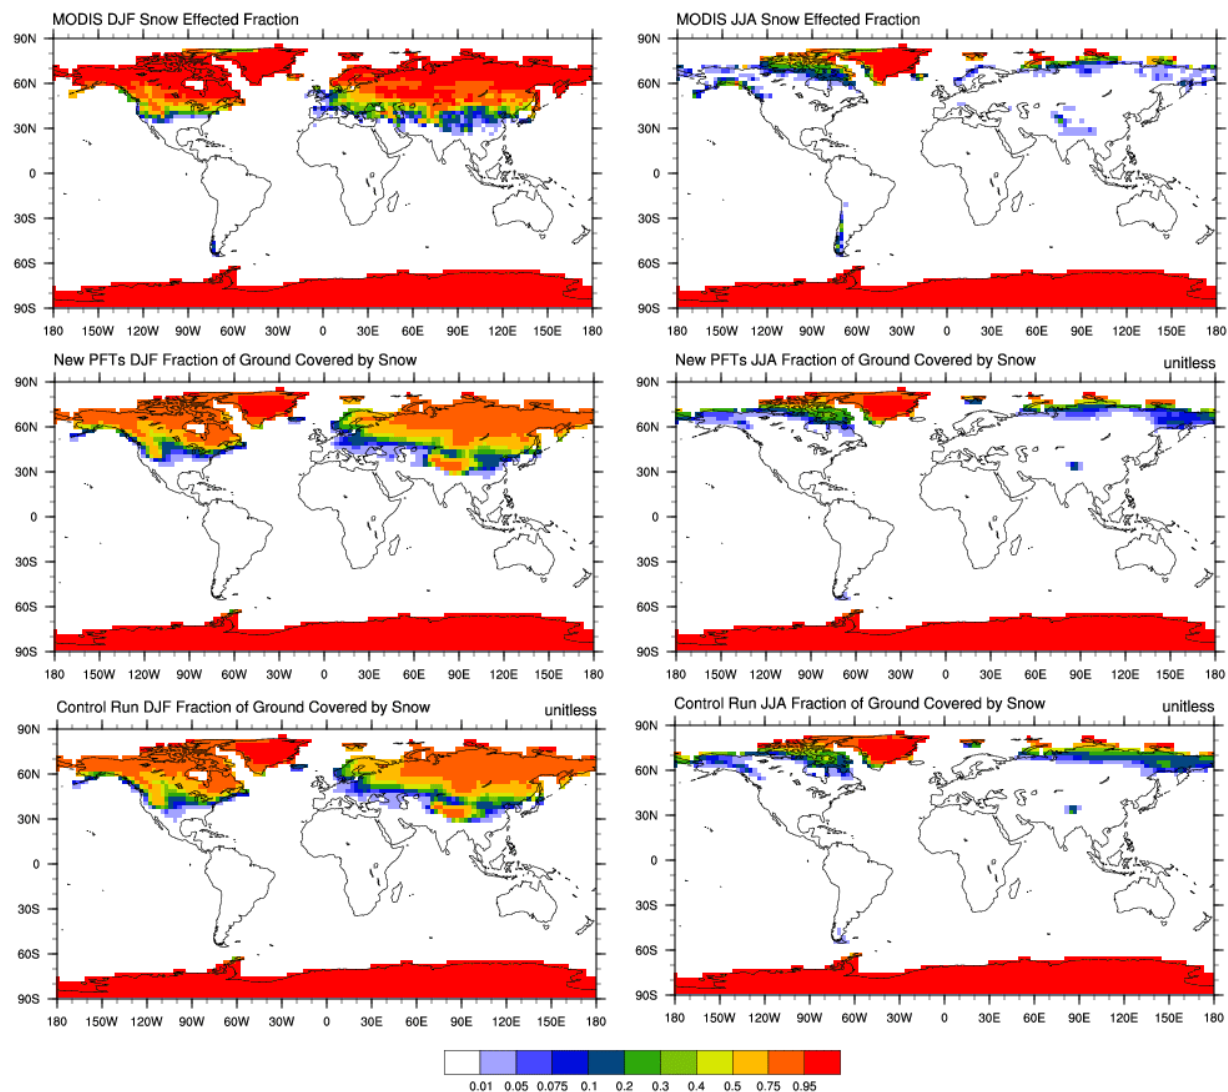 MODIS DJF Snow Effected Fraction
90N
60N
30N
0
30S
60S
90S
180 150W 120W 90W 60W 30W 0 30E 60E 90E 120E 150E 180
MODIS JJA Snow Effected Fraction
90N
60N
30N
0
30S
60S
90S
180 150W 120W 90W 60W 30W 0 30E 60E 90E 120E 150E 180
New PFTs DJF Fraction of Ground Covered by Snow
90N
60N
30N
0
30S
60S
90S
180 150W 120W 90W 60W 30W 0 30E 60E 90E 120E 150E 180
New PFTs JJA Fraction of Ground Covered by Snow unitless
90N
60N
30N
0
30S
60S
90S
180 150W 120W 90W 60W 30W 0 30E 60E 90E 120E 150E 180
Control Run DJF Fraction of Ground Covered by Snow unitless
90N
60N
30N
0
30S
60S
90S
180 150W 120W 90W 60W 30W 0 30E 60E 90E 120E 150E 180
Control Run JJA Fraction of Ground Covered by Snow unitless
90N
60N
30N
0
30S
60S
90S
180 150W 120W 90W 60W 30W 0 30E 60E 90E 120E 150E 180
0.01 0.05 0.075 0.1 0.2 0.3 0.4 0.5 0.75 0.95